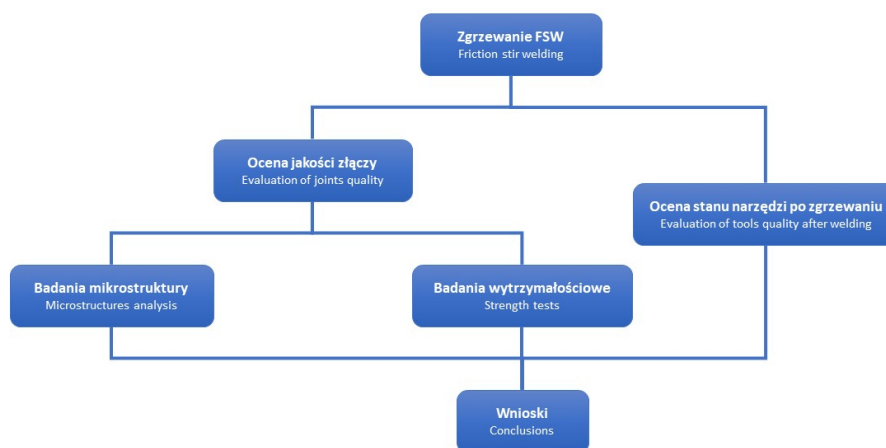 Zgrzewanie FSW
Friction stir welding
Ocena jakości złączy
Evaluation of joints quality
Ocena stanu narzędzi po zgrzewaniu
Evaluation of tools quality after welding
Badania mikrostruktury
Microstructures analysis
Badania wytrzymałościowe
Strength tests
Wnioski
Conclusions